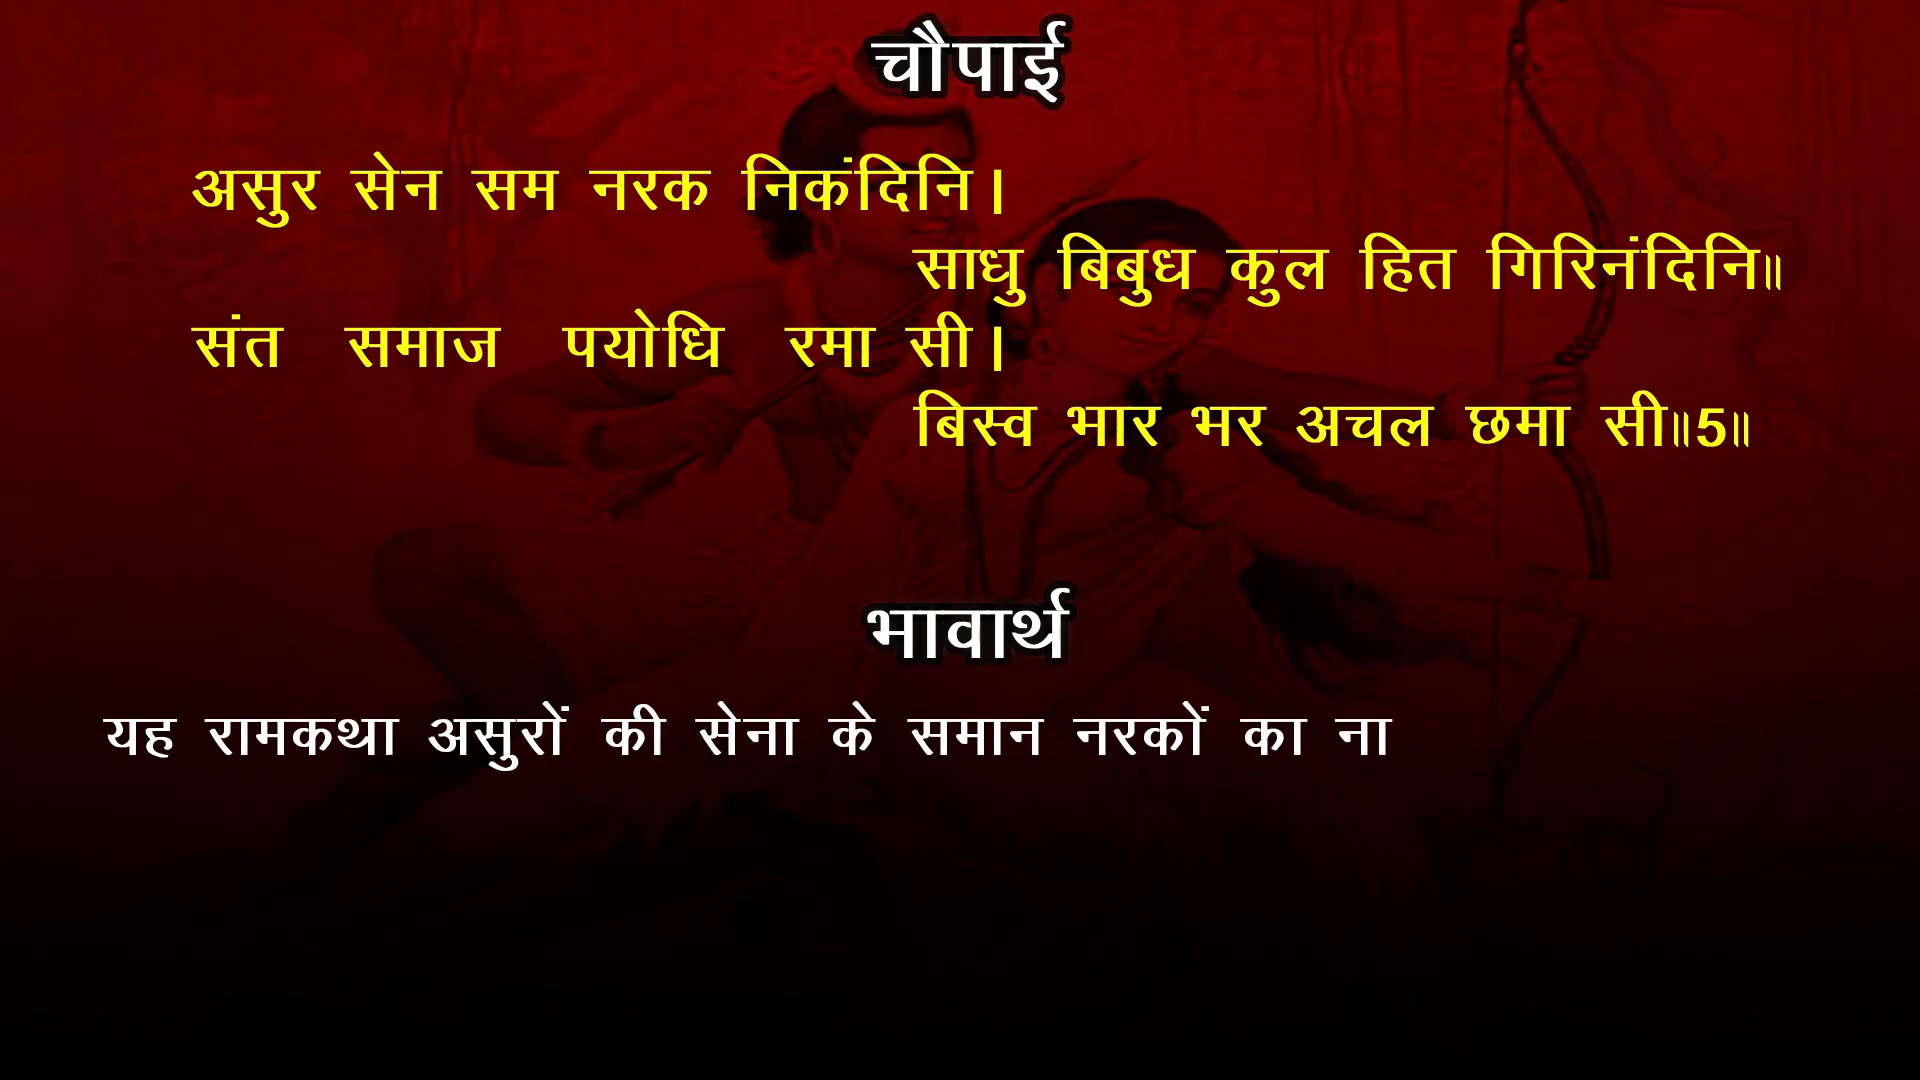 चौपाई
असुर सेन सम नरक निकंदिनि।
साधु बिबुध कुल हित गिरिनंदिनि॥
संत समाज पयोधि रमा सी।
बिस्व भार भर अचल छमा सी॥5॥
भावार्थ
यह रामकथा असुरों की सेना के समान नरकों का ना